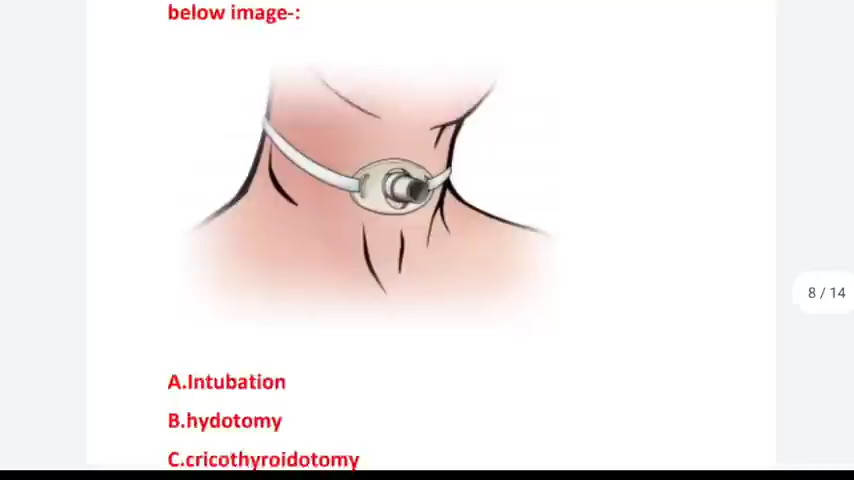 below image-:
8 / 14
A.Intubation
B.hydotomy
C.cricothyroidotomy